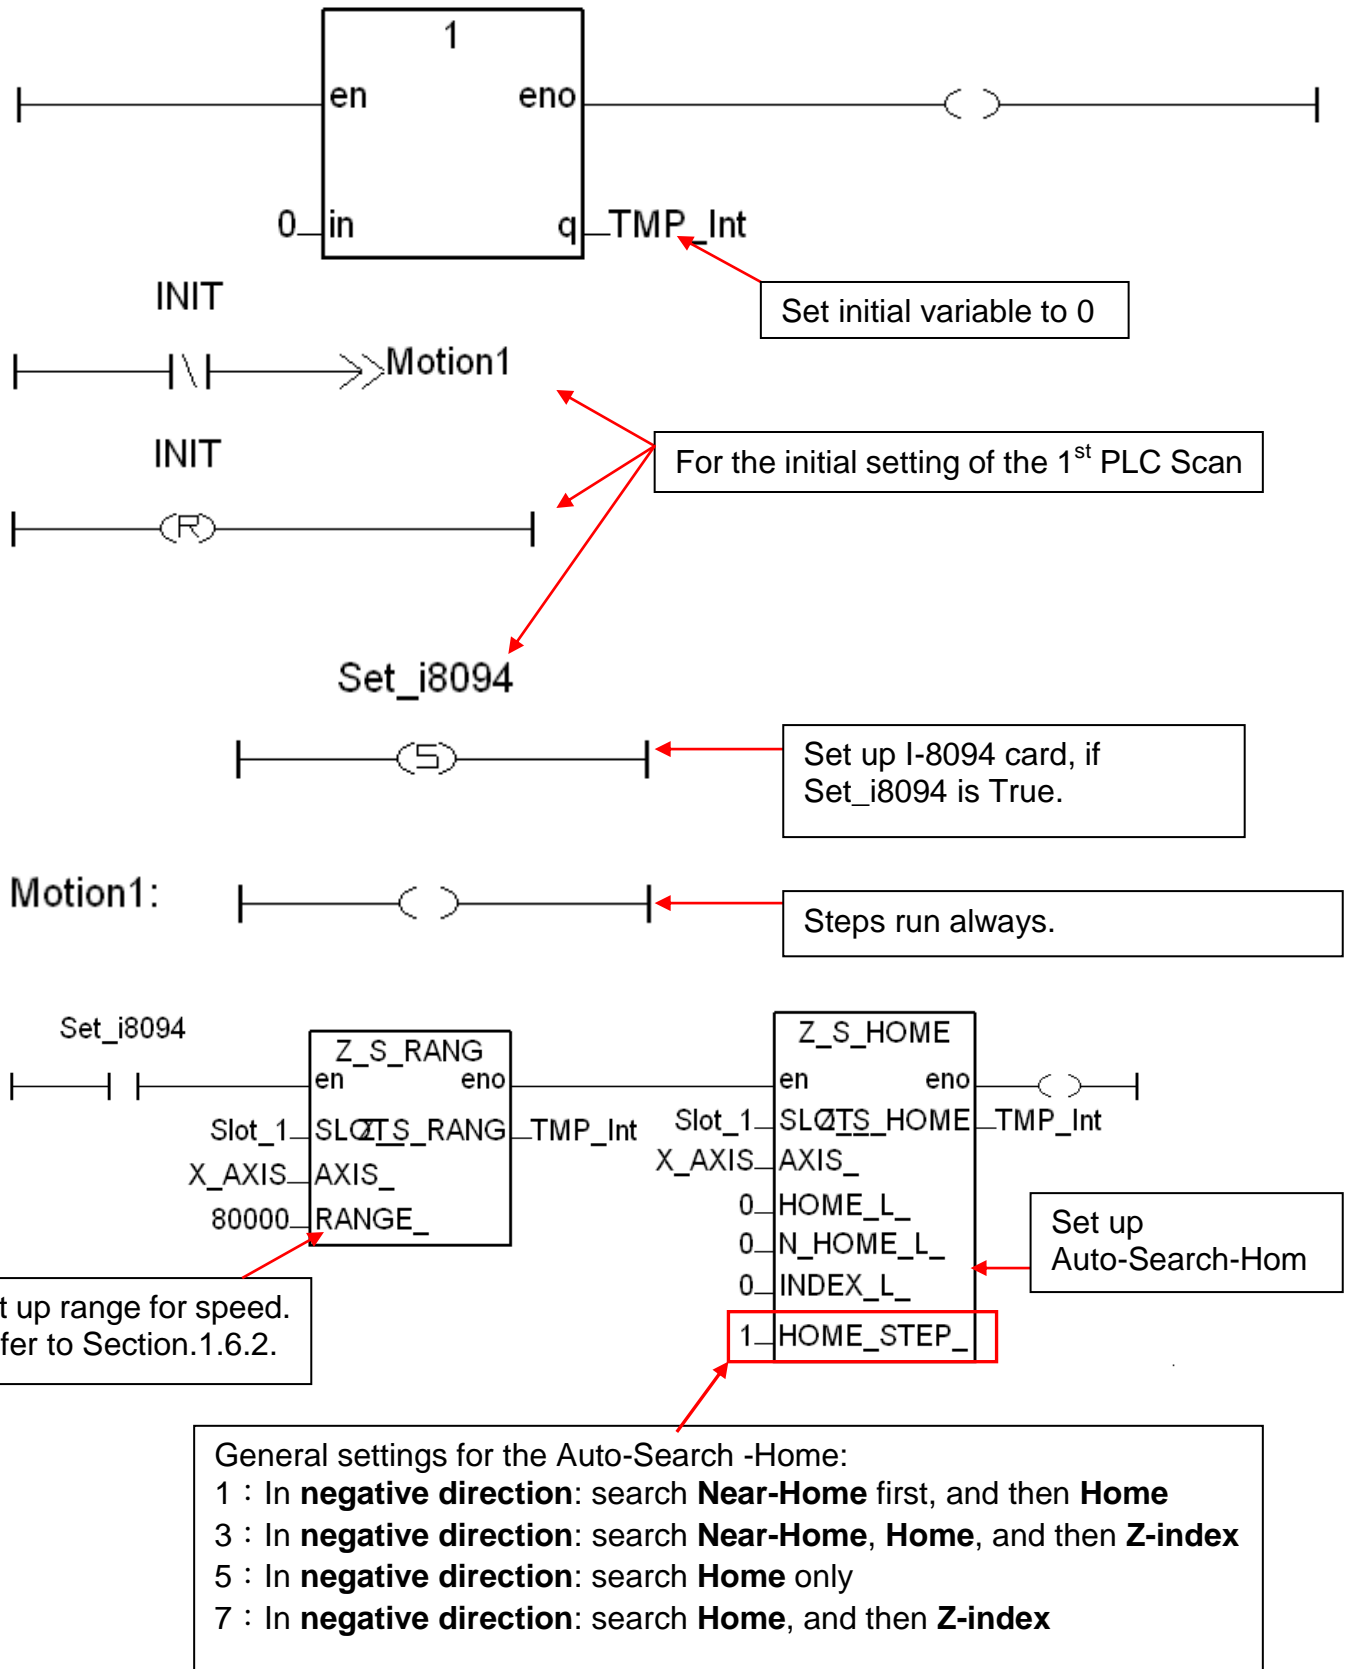 1
en eno
0 in q TMP_Int
Set initial variable to 0
INIT
Motion1
INIT
For the initial setting of the 1st PLC Scan
R
Set_i8094
S
Set up I-8094 card, if
Set_i8094 is True.
Motion1:
Steps run always.
Set_i8094
Z_S_RANG
en eno
Slot_1 Z_S_RANG TMP_Int
X_AXIS AXIS_
80000 RANGE_
Z_S_HOME
en eno
Slot_1 S_HOME TMP_Int
X_AXIS AXIS_
0 HOME_L_
0 N_HOME_L_
0 INDEX_L_
1 HOME_STEP_
Set up
Auto-Search-Hom
t up range for speed.
fer to Section.1.6.2.
General settings for the Auto-Search -Home:
1：In negative direction: search Near-Home first, and then Home
3：In negative direction: search Near-Home, Home, and then Z-index
5：In negative direction: search Home only
7：In negative direction: search Home, and then Z-index